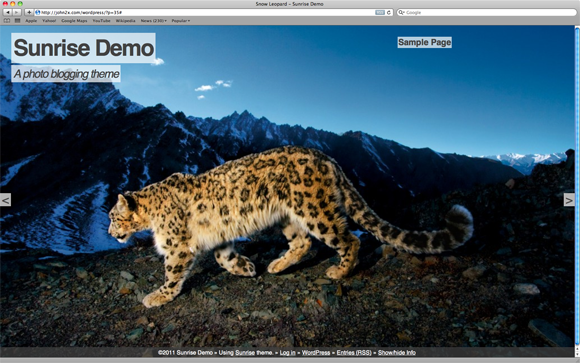 Snow Leopard – Sunrise Demo
http://john2x.com/wordpress/?p=35#
Google
Apple Yahoo! Google Maps YouTube Wikipedia News (236) Popular
Sunrise Demo
A photo blogging theme
Sample Page
<
>
©2011 Sunrise Demo » Using Sunrise theme. » Log in » WordPress » Entries (RSS) » Show/hide Info